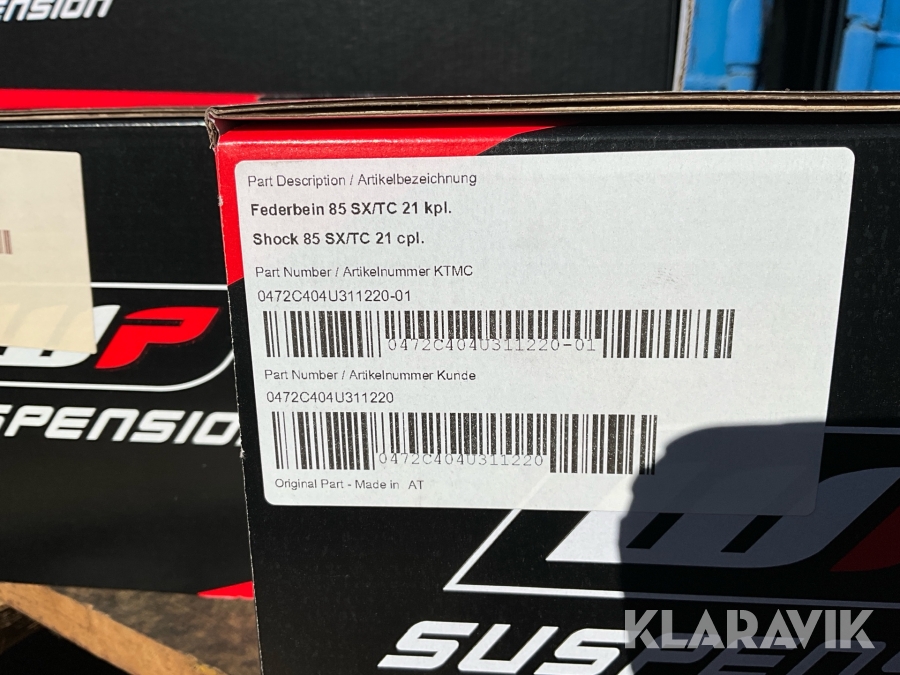 ENSION
Part Description / Artikelbezeichnung
Federbein 85 SX/TC 21 kpl.
Shock 85 SX/TC 21 cpl.
Part Number / Artikelnummer KTMC
0472C404U311220-01
0472C404U311220-01
Part Number / Artikelnummer Kunde
0472C404U311220
0472C404U311220
Original Part - Made in AT
WP
SPENSION
WP
SUSPENSION
KLARAVIK